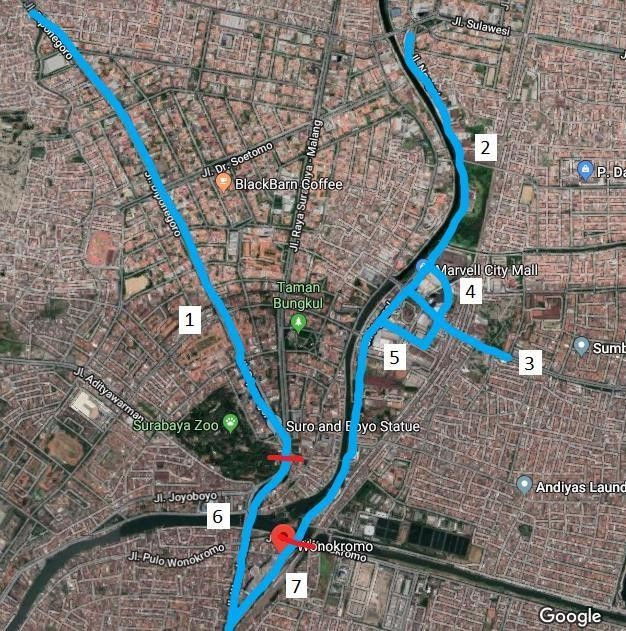 Jl. Sulawesi
2
Jl. Dr. Soetomo
BlackBarn Coffee
Jl. Raya Surabaya - Malang
Jl. Diponegoro
Marvell City Mall
Taman
Bungkul
4
1
5
3
Jl. Adityawarman
Surabaya Zoo
Suro and Boyo Statue
Andiyas Laund
Jl. Joyoboyo
6
Wonokromo
Jl. Pulo Wonokromo
7
Google